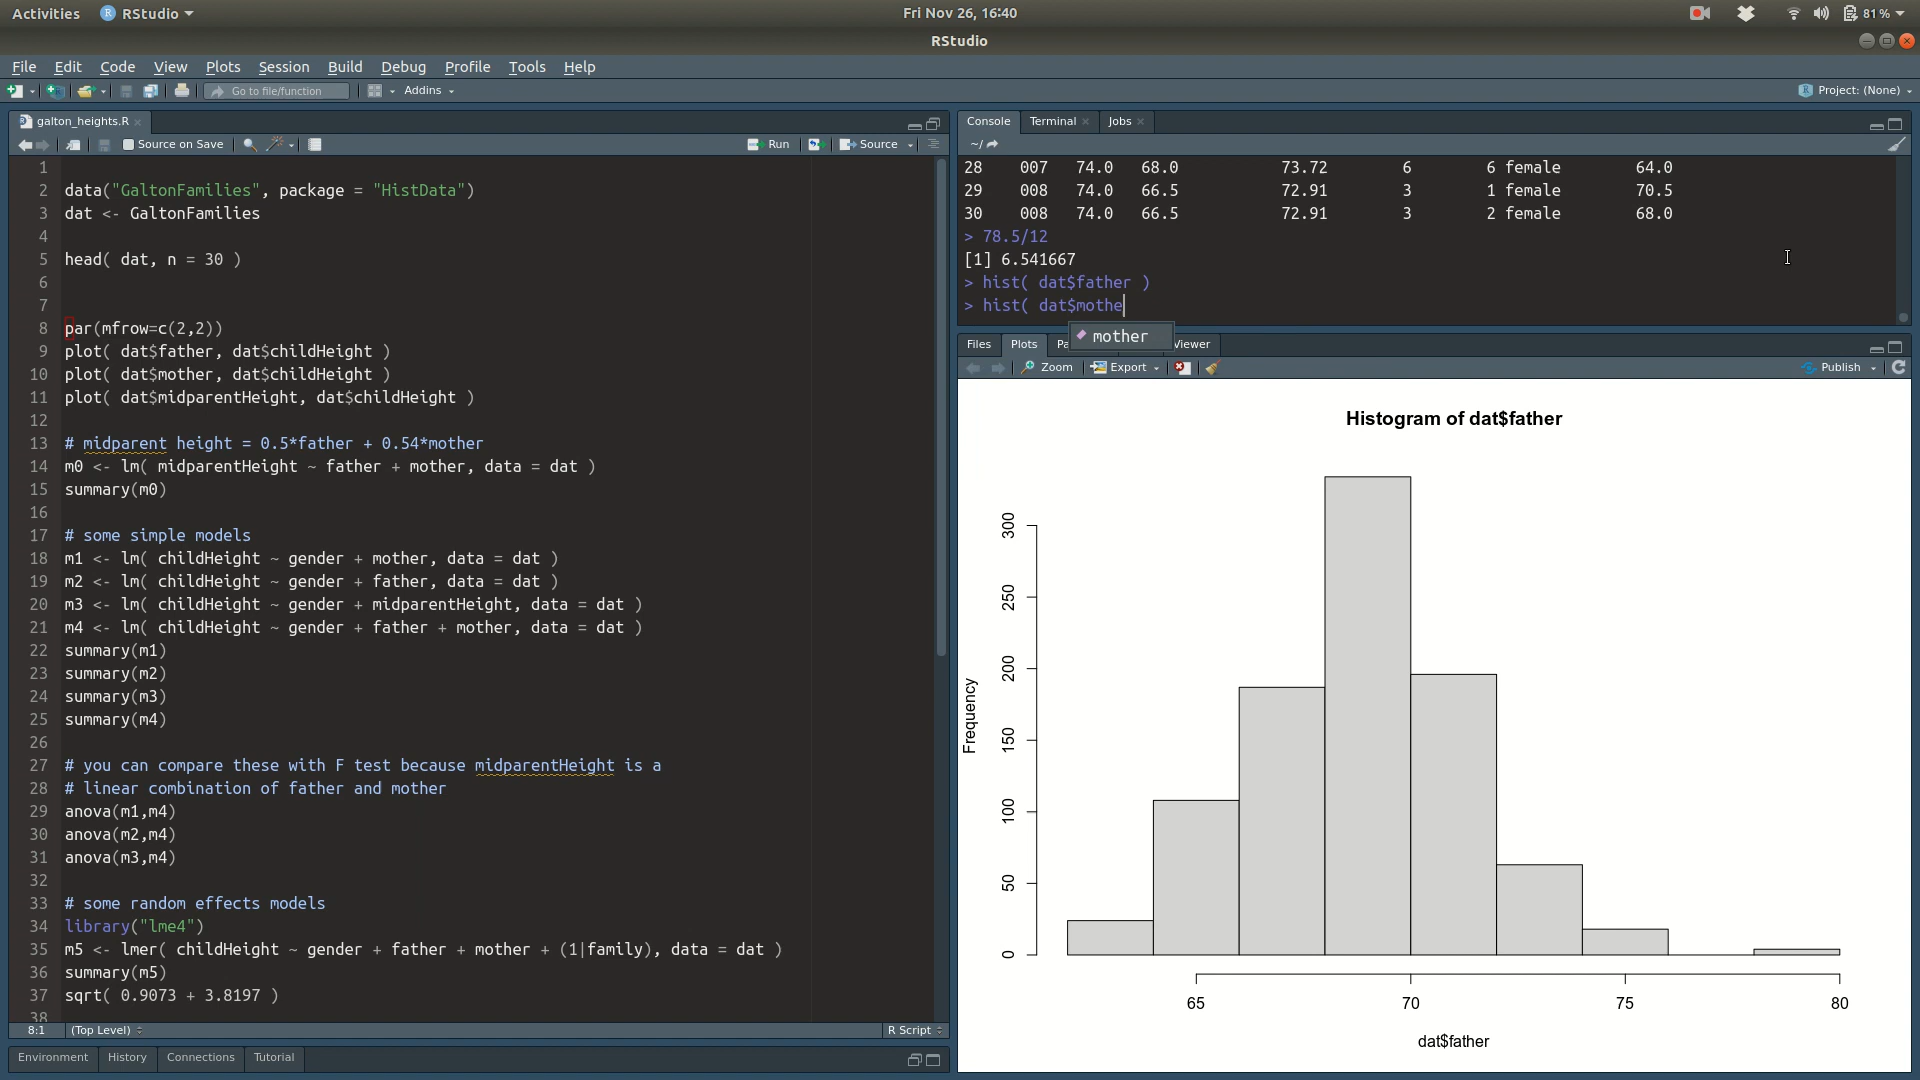 Activities RStudio Fri Nov 26, 16:40 81%
RStudio
File Edit Code View Plots Session Build Debug Profile Tools Help
Go to file/function Addins Project: (None)
galton_heights.R
Source on Save Run Source
1
2 data("GaltonFamilies", package = "HistData")
3 dat <- GaltonFamilies
4
5 head( dat, n = 30 )
6
7
8 par(mfrow=c(2,2))
9 plot( dat$father, dat$childHeight )
10 plot( dat$mother, dat$childHeight )
11 plot( dat$midparentHeight, dat$childHeight )
12
13 # midparent height = 0.5*father + 0.54*mother
14 m0 <- lm( midparentHeight ~ father + mother, data = dat )
15 summary(m0)
16
17 # some simple models
18 m1 <- lm( childHeight ~ gender + mother, data = dat )
19 m2 <- lm( childHeight ~ gender + father, data = dat )
20 m3 <- lm( childHeight ~ gender + midparentHeight, data = dat )
21 m4 <- lm( childHeight ~ gender + father + mother, data = dat )
22 summary(m1)
23 summary(m2)
24 summary(m3)
25 summary(m4)
26
27 # you can compare these with F test because midparentHeight is a
28 # linear combination of father and mother
29 anova(m1,m4)
30 anova(m2,m4)
31 anova(m3,m4)
32
33 # some random effects models
34 library("lme4")
35 m5 <- lmer( childHeight ~ gender + father + mother + (1|family), data = dat )
36 summary(m5)
37 sqrt( 0.9073 + 3.8197 )
38
8:1 (Top Level) R Script
Environment History Connections Tutorial
Console Terminal Jobs
~/
28 007 74.0 68.0 73.72 6 6 female 64.0
29 008 74.0 66.5 72.91 3 1 female 70.5
30 008 74.0 66.5 72.91 3 2 female 68.0
> 78.5/12
[1] 6.541667
> hist( dat$father )
> hist( dat$mothe
mother
Files Plots Pa Viewer
Zoom Export Publish
Histogram of dat$father
300
250
200
150
100
50
0
Frequency
65 70 75 80
dat$father